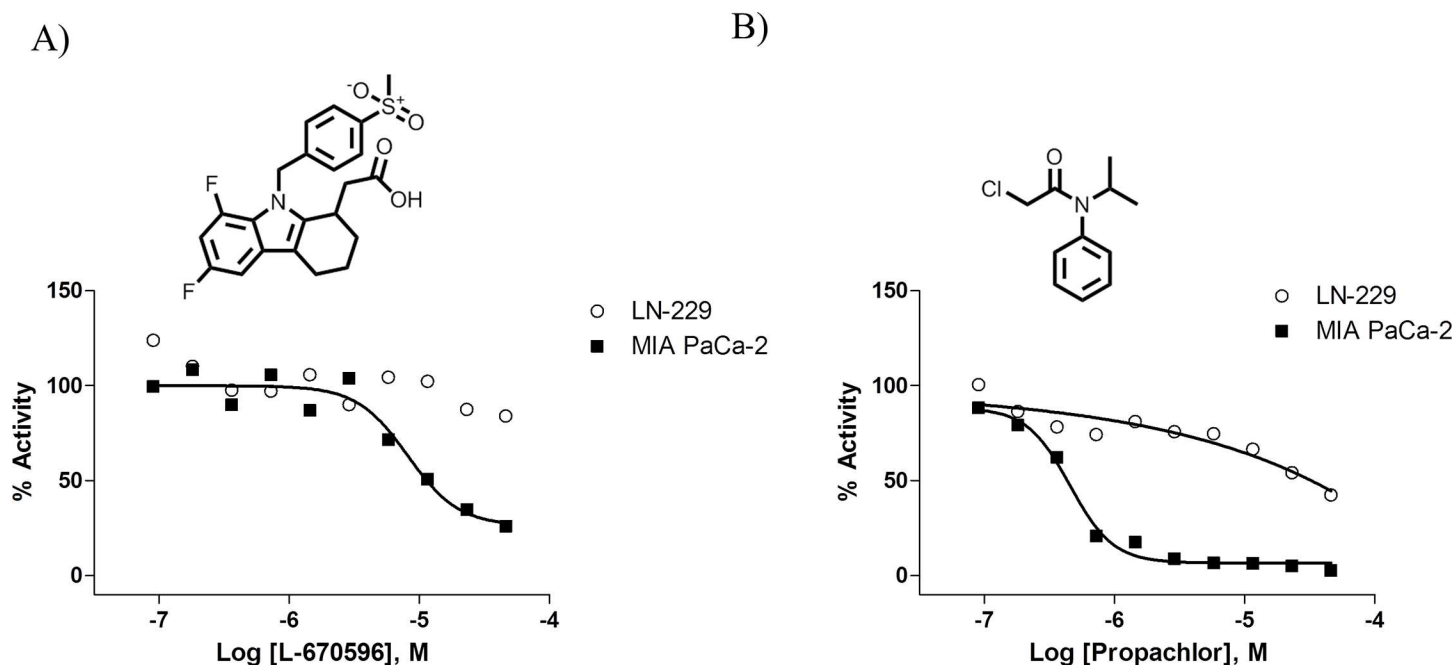 A)
-O
S+
O
O
OH
F
N
F
150
100
50
0
% Activity
-7
-6
-5
-4
Log [L-670596], M
LN-229
MIA PaCa-2
B)
O
Cl
N
150
100
50
0
% Activity
-7
-6
-5
-4
Log [Propachlor], M
LN-229
MIA PaCa-2